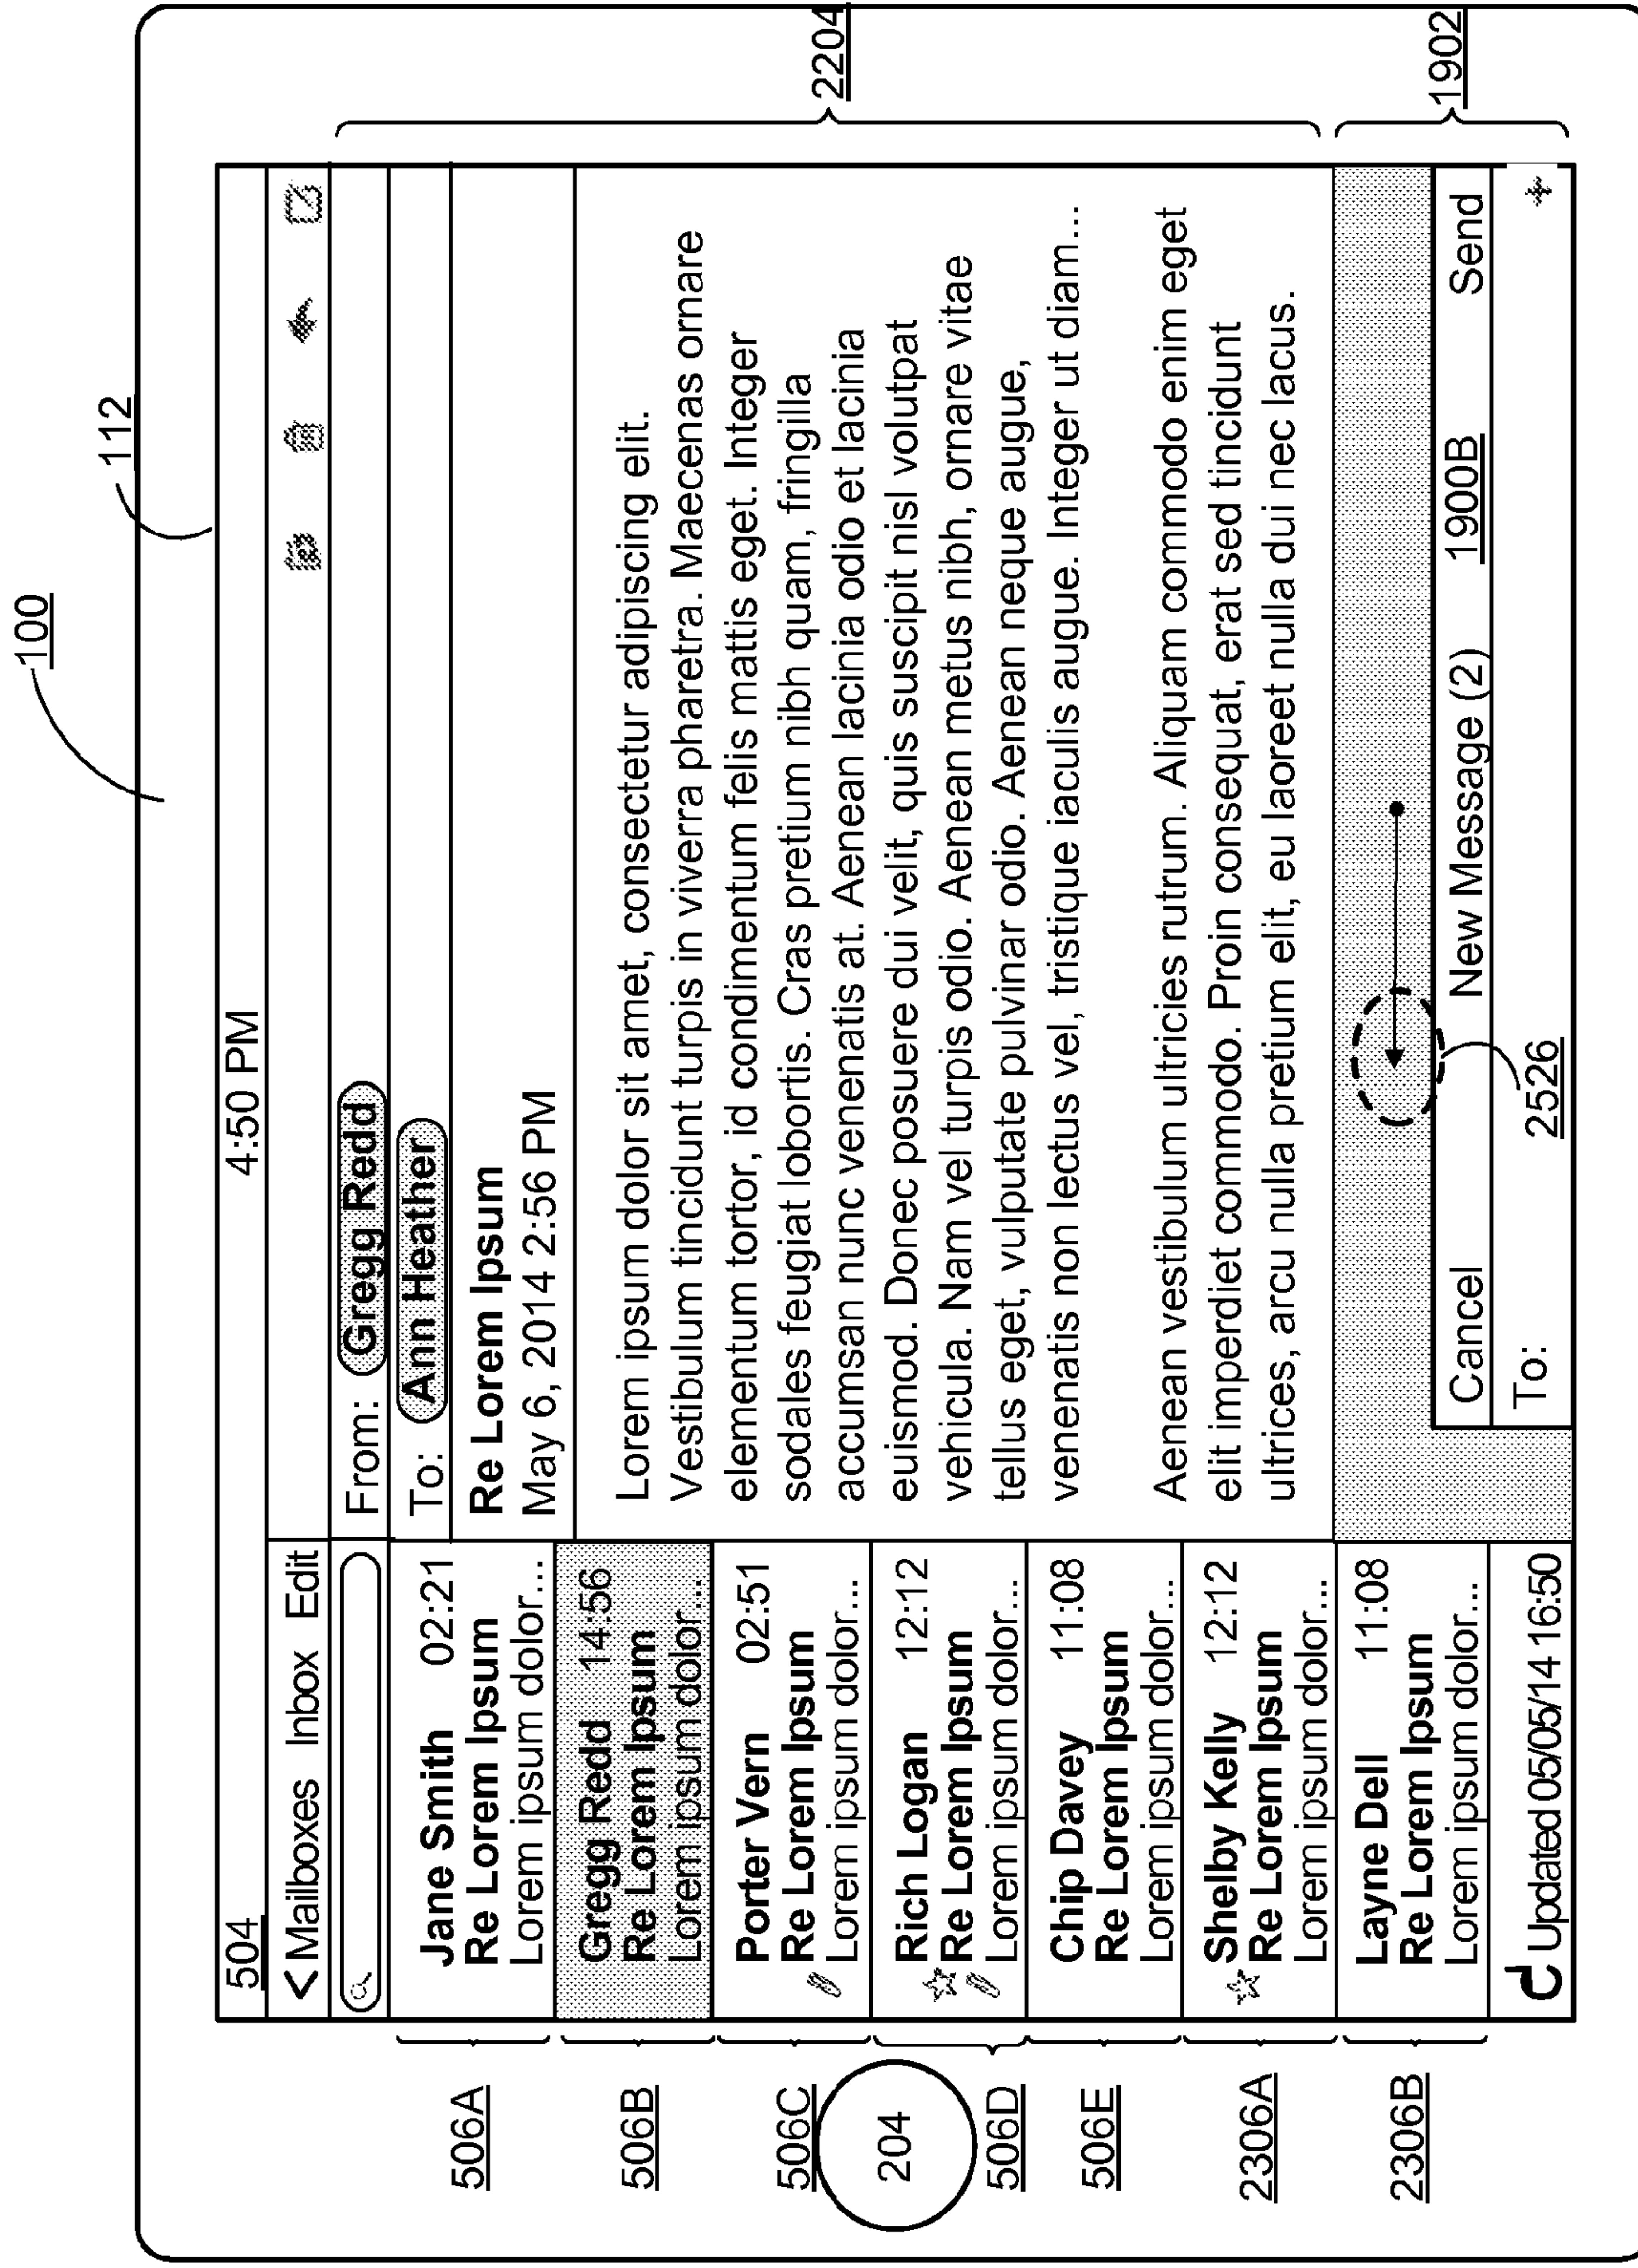 100
112
504
4:50 PM
< Mailboxes Inbox Edit
From: Gregg Redd
To: Ann Heather
Re Lorem Ipsum
May 6, 2014 2:56 PM
Lorem ipsum dolor sit amet, consectetur adipiscing elit.
Vestibulum tincidunt turpis in viverra pharetra. Maecenas ornare
elementum tortor, id condimentum felis mattis eget. Integer
sodales feugiat lobortis. Cras pretium nibh quam, fringilla
accumsan nunc venenatis at. Aenean lacinia odio et lacinia
euismod. Donec posuere dui velit, quis suscipit nisl volutpat
vehicula. Nam vel turpis odio. Aenean metus nibh, ornare vitae
tellus eget, vulputate pulvinar odio. Aenean neque augue,
venenatis non lectus vel, tristique iaculis augue. Integer ut diam...
Aenean vestibulum ultricies rutrum. Aliquam commodo enim eget
elit imperdiet commodo. Proin consequat, erat sed tincidunt
ultrices, arcu nulla pretium elit, eu laoreet nulla dui nec lacus.
2204
506A
Jane Smith 02:21
Re Lorem Ipsum
Lorem ipsum dolor...
506B
Gregg Redd 14:56
Re Lorem Ipsum
Lorem ipsum dolor...
506C
Porter Vern 02:51
Re Lorem Ipsum
Lorem ipsum dolor...
204
506D
Rich Logan 12:12
Re Lorem Ipsum
Lorem ipsum dolor...
506E
Chip Davey 11:08
Re Lorem Ipsum
Lorem ipsum dolor...
2306A
Shelby Kelly 12:12
Re Lorem Ipsum
Lorem ipsum dolor...
2306B
Layne Dell 11:08
Re Lorem Ipsum
Lorem ipsum dolor...
Updated 05/05/14 16:50
Cancel New Message (2) 1900B Send
To:
2526
1902